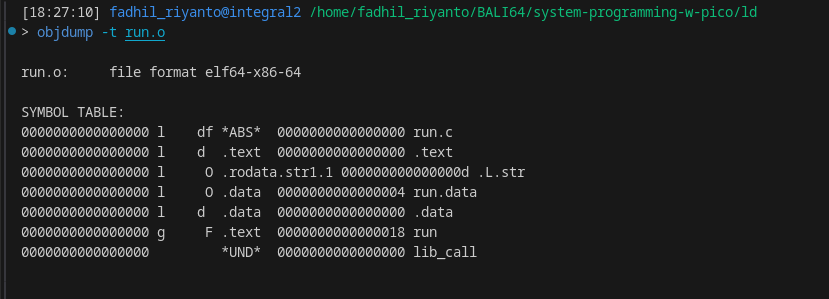 [18:27:10] fadhil_riyanto@integral2 /home/fadhil_riyanto/BALI64/system-programming-w-pico/ld
> objdump -t run.o
run.o:     file format elf64-x86-64
SYMBOL TABLE:
0000000000000000 l    df *ABS*  0000000000000000 run.c
0000000000000000 l    d  .text  0000000000000000 .text
0000000000000000 l     O .rodata.str1.1 000000000000000d .L.str
0000000000000000 l     O .data  0000000000000004 run.data
0000000000000000 l    d  .data  0000000000000000 .data
0000000000000000 g     F .text  0000000000000018 run
0000000000000000         *UND*  0000000000000000 lib_call